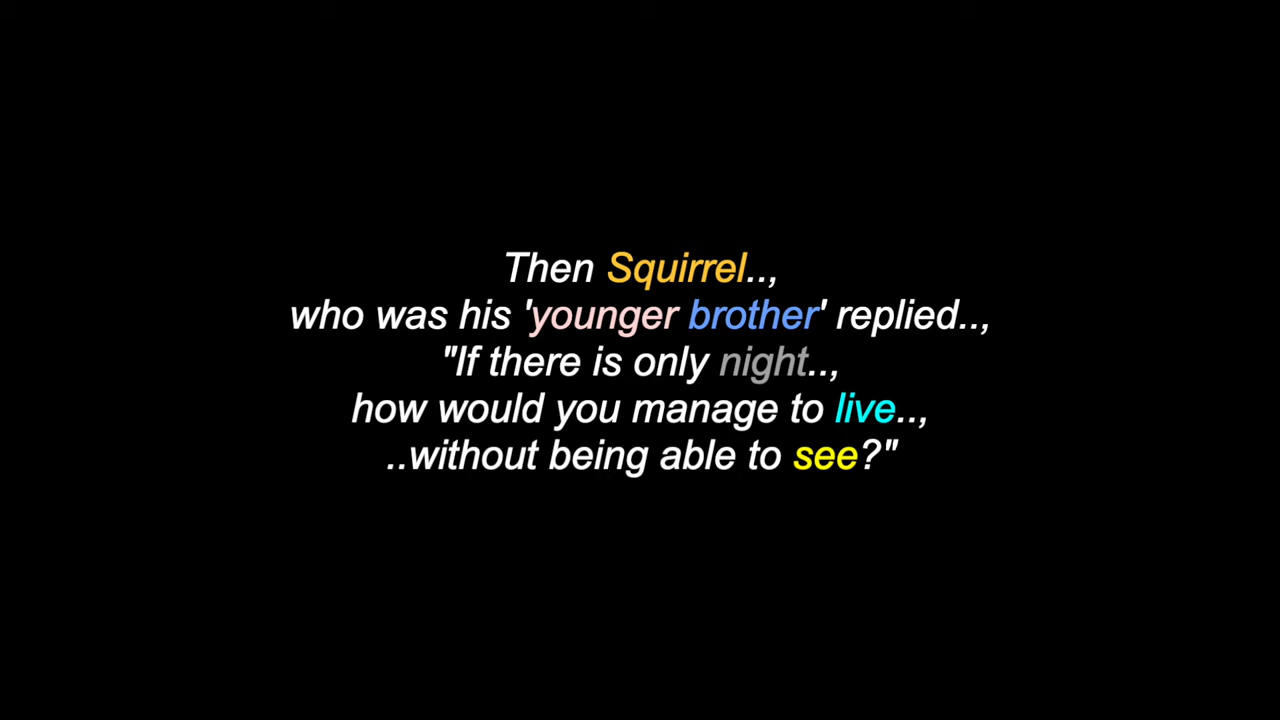 Then Squirrel..,
who was his 'younger brother' replied..,
"If there is only night..,
how would you manage to live..,
..without being able to see?"